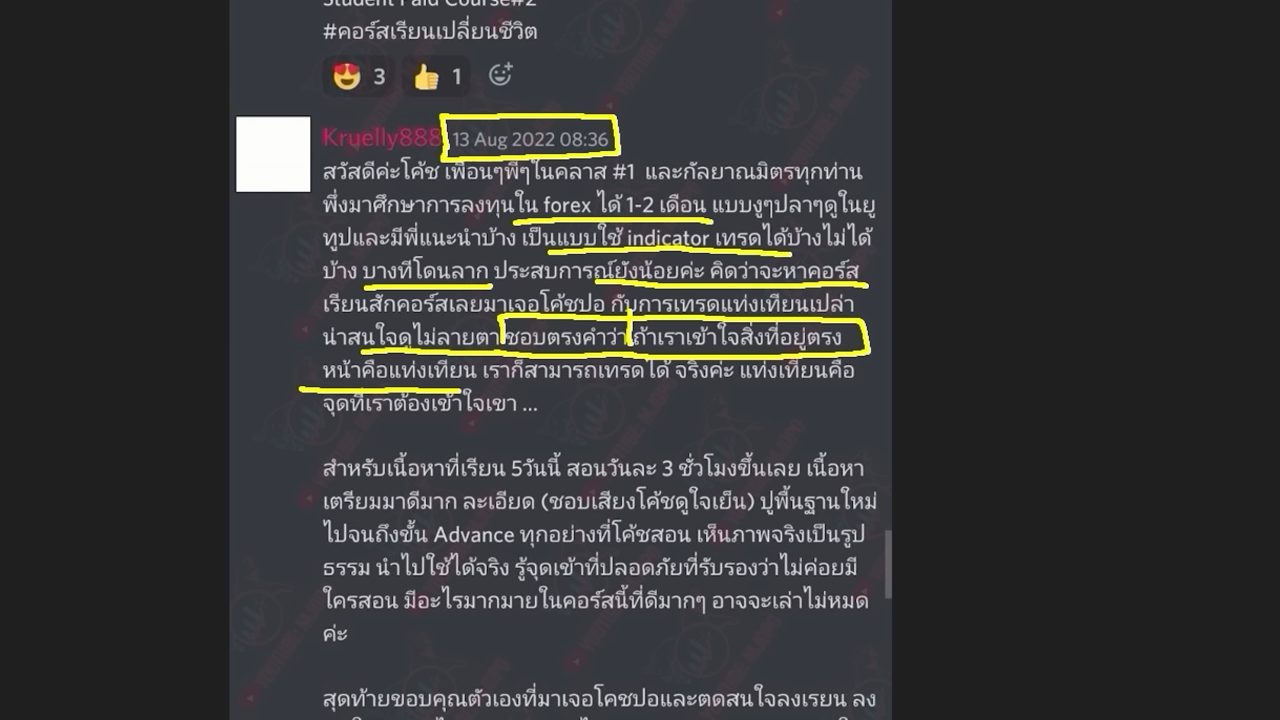 Student Paid Course#2
#คอร์สเรียนเปลี่ยนชีวิต
3 1
Kruelly888 13 Aug 2022 08:36
สวัสดีค่ะโค้ช เพื่อนๆพี่ๆในคลาส #1 และกัลยาณมิตรทุกท่าน
พึ่งมาศึกษาการลงทุนใน forex ได้ 1-2 เดือน แบบงูๆปลาๆดูในยู
ทูปและมีพี่แนะนำบ้าง เป็นแบบใช้ indicator เทรดได้บ้างไม่ได้
บ้าง บางทีโดนลาก ประสบการณ์ยังน้อยค่ะ คิดว่าจะหาคอร์ส
เรียนสักคอร์สเลยมาเจอโค้ชปอ กับการเทรดแท่งเทียนเปล่า
น่าสนใจดูไม่ลายตา ชอบตรงคำว่า ถ้าเราเข้าใจสิ่งที่อยู่ตรง
หน้าคือแท่งเทียน เราก็สามารถเทรดได้ จริงค่ะ แท่งเทียนคือ
จุดที่เราต้องเข้าใจเขา ...
สำหรับเนื้อหาที่เรียน 5วันนี้ สอนวันละ 3 ชั่วโมงขึ้นเลย เนื้อหา
เตรียมมาดีมาก ละเอียด (ชอบเสียงโค้ชดูใจเย็น) ปูพื้นฐานใหม่
ไปจนถึงขั้น Advance ทุกอย่างที่โค้ชสอน เห็นภาพจริงเป็นรูป
ธรรม นำไปใช้ได้จริง รู้จุดเข้าที่ปลอดภัยที่รับรองว่าไม่ค่อยมี
ใครสอน มีอะไรมากมายในคอร์สนี้ที่ดีมากๆ อาจจะเล่าไม่หมด
ค่ะ
สุดท้ายขอบคุณตัวเองที่มาเจอโค้ชปอและตัดสินใจลงเรียน ลง